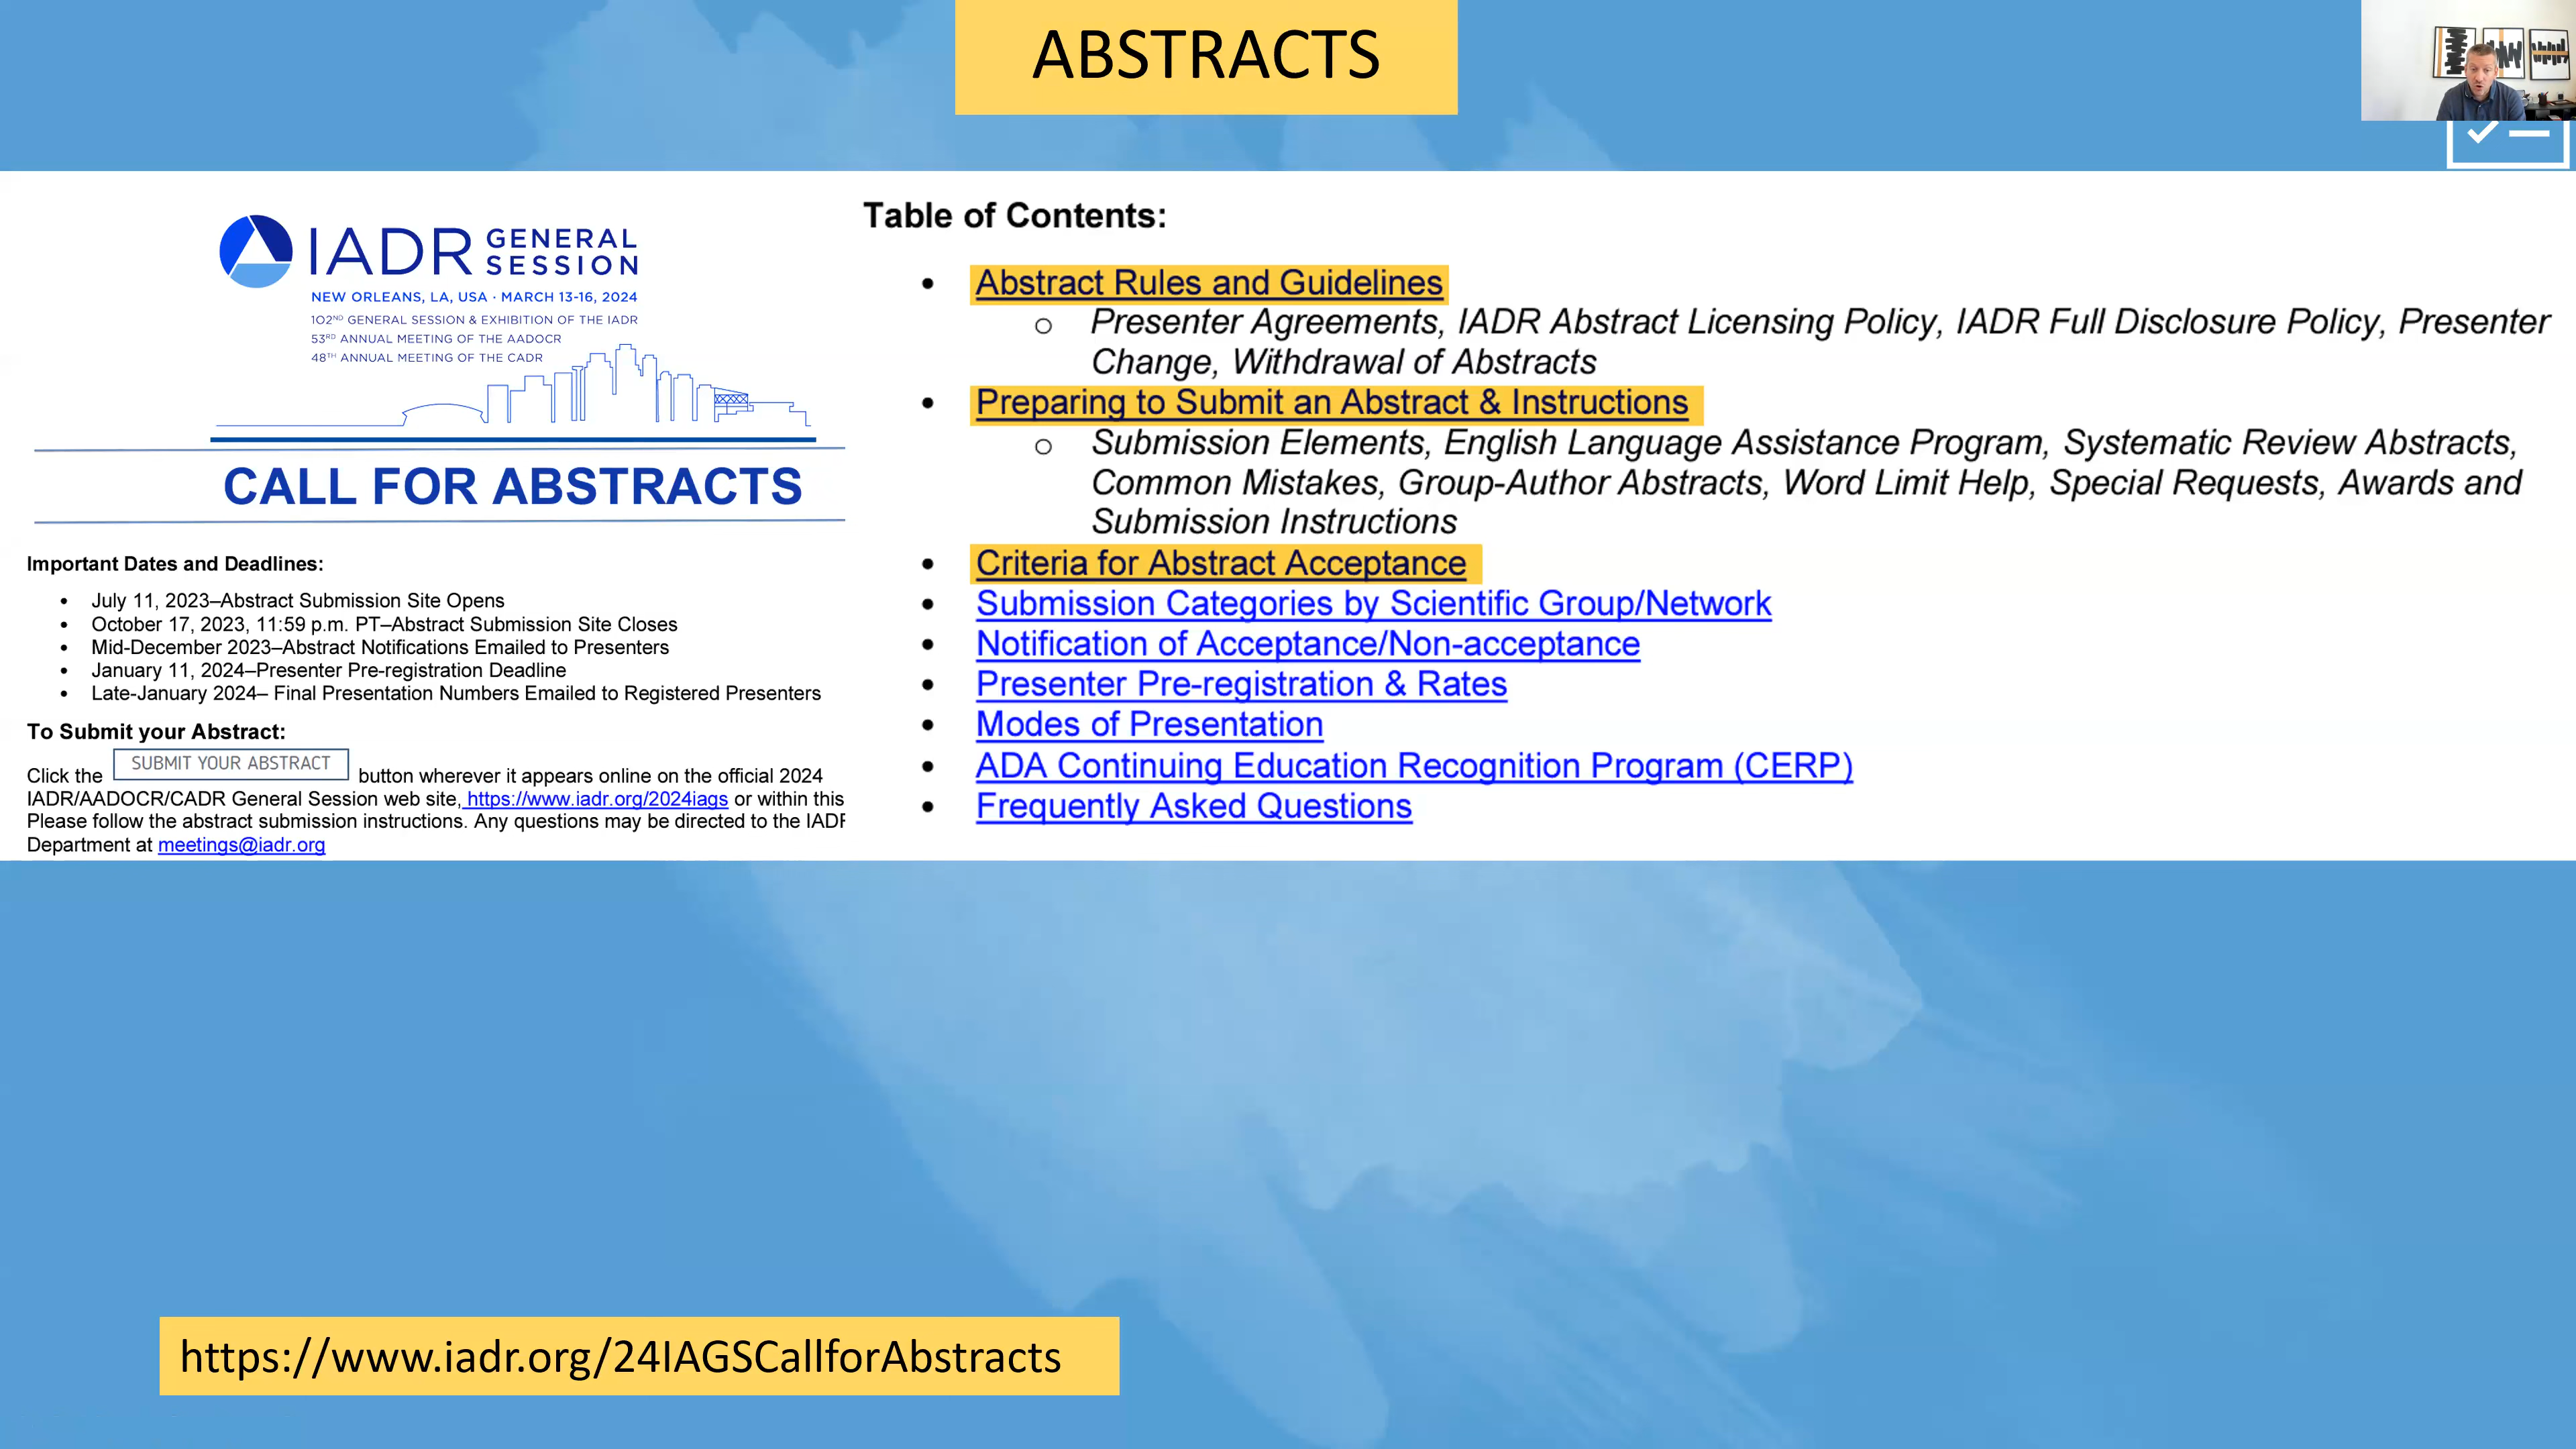 ABSTRACTS
IADR GENERAL SESSION
NEW ORLEANS, LA, USA · MARCH 13-16, 2024
102ND GENERAL SESSION & EXHIBITION OF THE IADR
53RD ANNUAL MEETING OF THE AADOCR
48TH ANNUAL MEETING OF THE CADR
CALL FOR ABSTRACTS
Important Dates and Deadlines:
• July 11, 2023–Abstract Submission Site Opens
• October 17, 2023, 11:59 p.m. PT–Abstract Submission Site Closes
• Mid-December 2023–Abstract Notifications Emailed to Presenters
• January 11, 2024–Presenter Pre-registration Deadline
• Late-January 2024– Final Presentation Numbers Emailed to Registered Presenters
To Submit your Abstract:
Click the SUBMIT YOUR ABSTRACT button wherever it appears online on the official 2024
IADR/AADOCR/CADR General Session web site, https://www.iadr.org/2024iags or within this
Please follow the abstract submission instructions. Any questions may be directed to the IADR
Department at meetings@iadr.org
Table of Contents:
• Abstract Rules and Guidelines
o Presenter Agreements, IADR Abstract Licensing Policy, IADR Full Disclosure Policy, Presenter
Change, Withdrawal of Abstracts
• Preparing to Submit an Abstract & Instructions
o Submission Elements, English Language Assistance Program, Systematic Review Abstracts,
Common Mistakes, Group-Author Abstracts, Word Limit Help, Special Requests, Awards and
Submission Instructions
• Criteria for Abstract Acceptance
• Submission Categories by Scientific Group/Network
• Notification of Acceptance/Non-acceptance
• Presenter Pre-registration & Rates
• Modes of Presentation
• ADA Continuing Education Recognition Program (CERP)
• Frequently Asked Questions
https://www.iadr.org/24IAGSCallforAbstracts